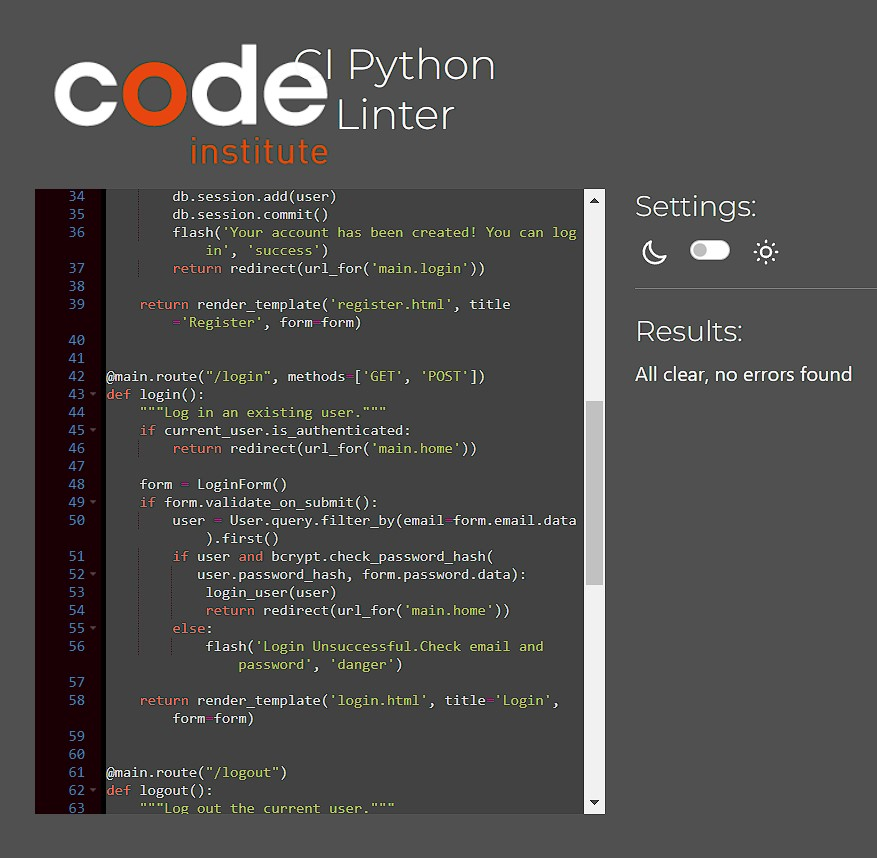 code
institute
CI Python
Linter
34 db.session.add(user)
35 db.session.commit()
36 flash('Your account has been created! You can log
in', 'success')
37 return redirect(url_for('main.login'))
38
39 return render_template('register.html', title
='Register', form=form)
40
41
42 @main.route("/login", methods=['GET', 'POST'])
43 def login():
44 """Log in an existing user."""
45 if current_user.is_authenticated:
46 return redirect(url_for('main.home'))
47
48 form = LoginForm()
49 if form.validate_on_submit():
50 user = User.query.filter_by(email=form.email.data
).first()
51 if user and bcrypt.check_password_hash(
52 user.password_hash, form.password.data):
53 login_user(user)
54 return redirect(url_for('main.home'))
55 else:
56 flash('Login Unsuccessful.Check email and
password', 'danger')
57
58 return render_template('login.html', title='Login',
form=form)
59
60
61 @main.route("/logout")
62 def logout():
63 """Log out the current user."""
Settings:
Results:
All clear, no errors found